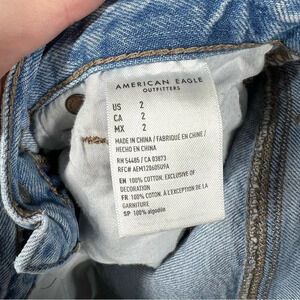 AMERICAN EAGLE
OUTFITTERS
US 2
CA 2
MX 2
MADE IN CHINA / FABRIQUÉ EN CHINE /
HECHO EN CHINA
RN 54485 / CA 03873
RFC# AEM120605U9A
EN 100% COTTON. EXCLUSIVE OF
DECORATION
FR 100% COTON. À L'EXCEPTION DE LA
GARNITURE
SP 100% algodón